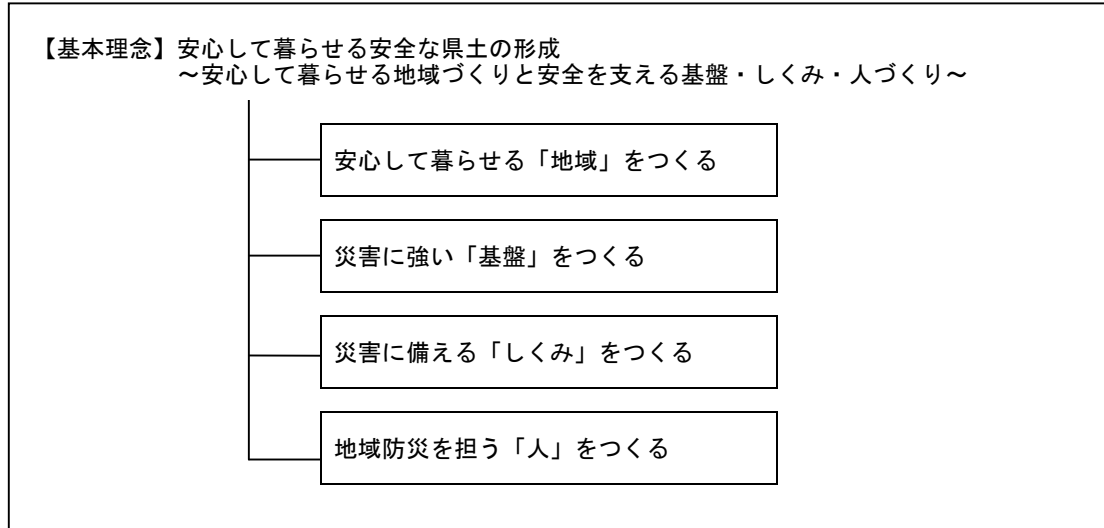 【基本理念】安心して暮らせる安全な県土の形成
～安心して暮らせる地域づくりと安全を支える基盤・しくみ・人づくり～
安心して暮らせる「地域」をつくる
災害に強い「基盤」をつくる
災害に備える「しくみ」をつくる
地域防災を担う「人」をつくる